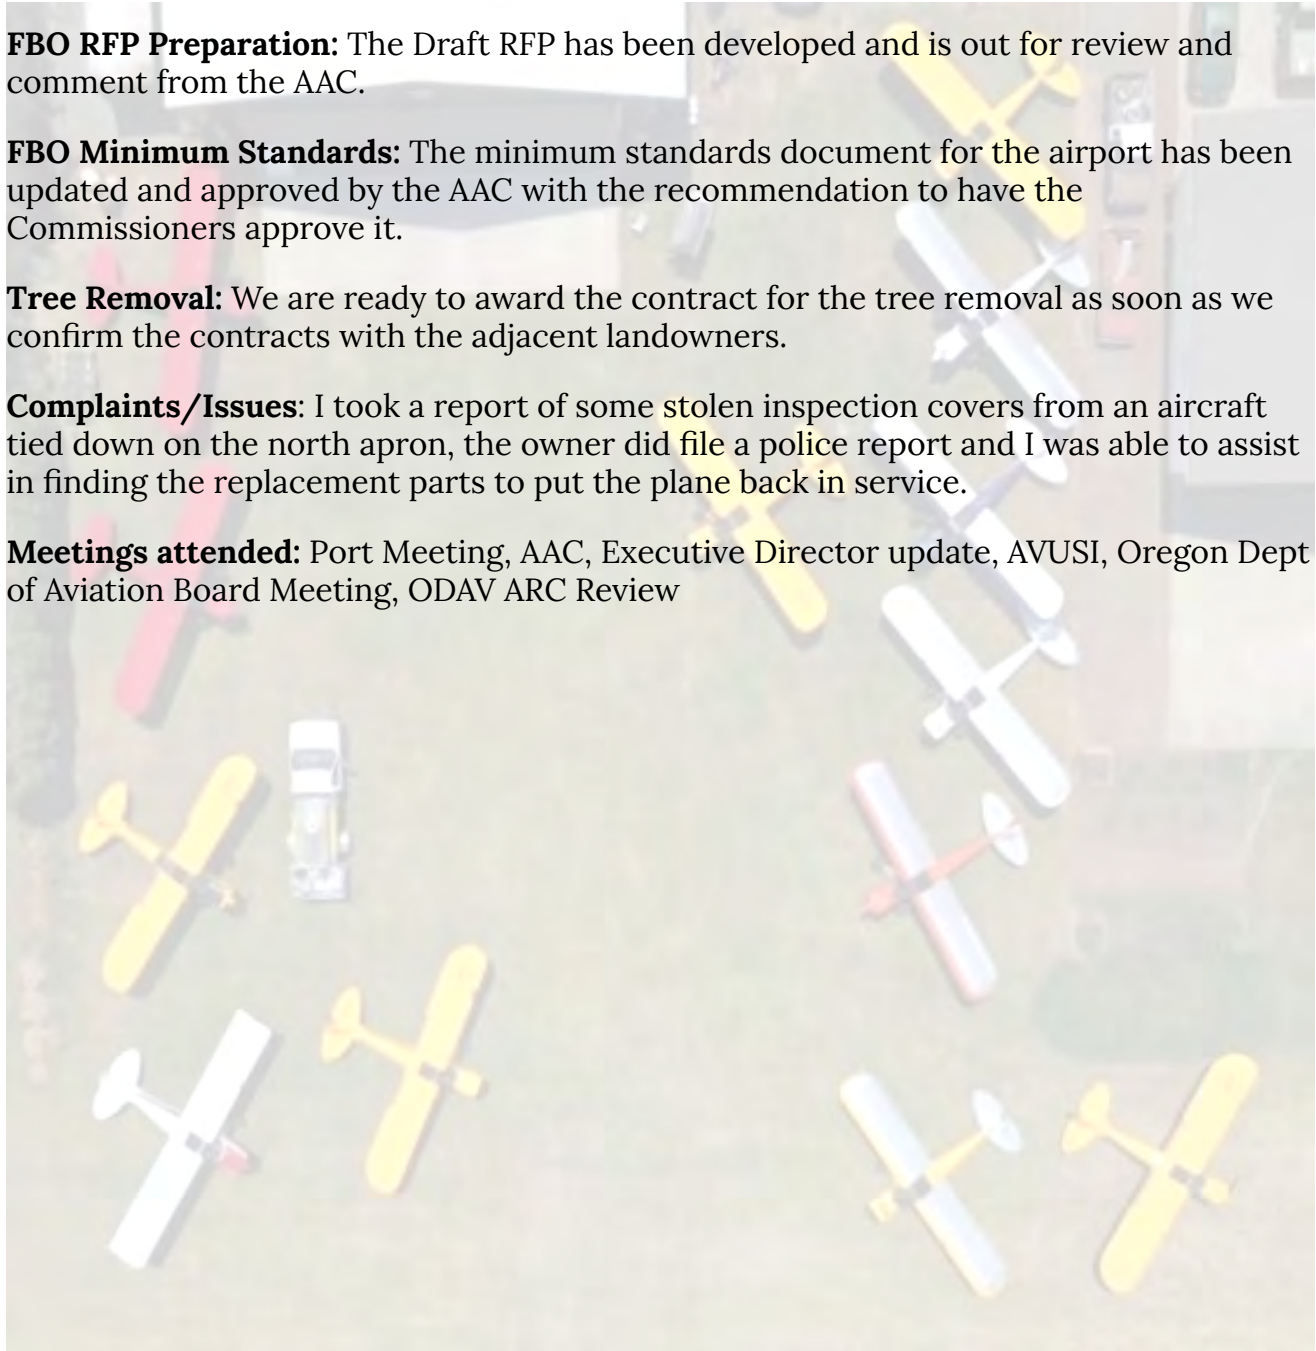 FBO RFP Preparation: The Draft RFP has been developed and is out for review and
comment from the AAC.
FBO Minimum Standards: The minimum standards document for the airport has been
updated and approved by the AAC with the recommendation to have the
Commissioners approve it.
Tree Removal: We are ready to award the contract for the tree removal as soon as we
confirm the contracts with the adjacent landowners.
Complaints/Issues: I took a report of some stolen inspection covers from an aircraft
tied down on the north apron, the owner did file a police report and I was able to assist
in finding the replacement parts to put the plane back in service.
Meetings attended: Port Meeting, AAC, Executive Director update, AVUSI, Oregon Dept
of Aviation Board Meeting, ODAV ARC Review